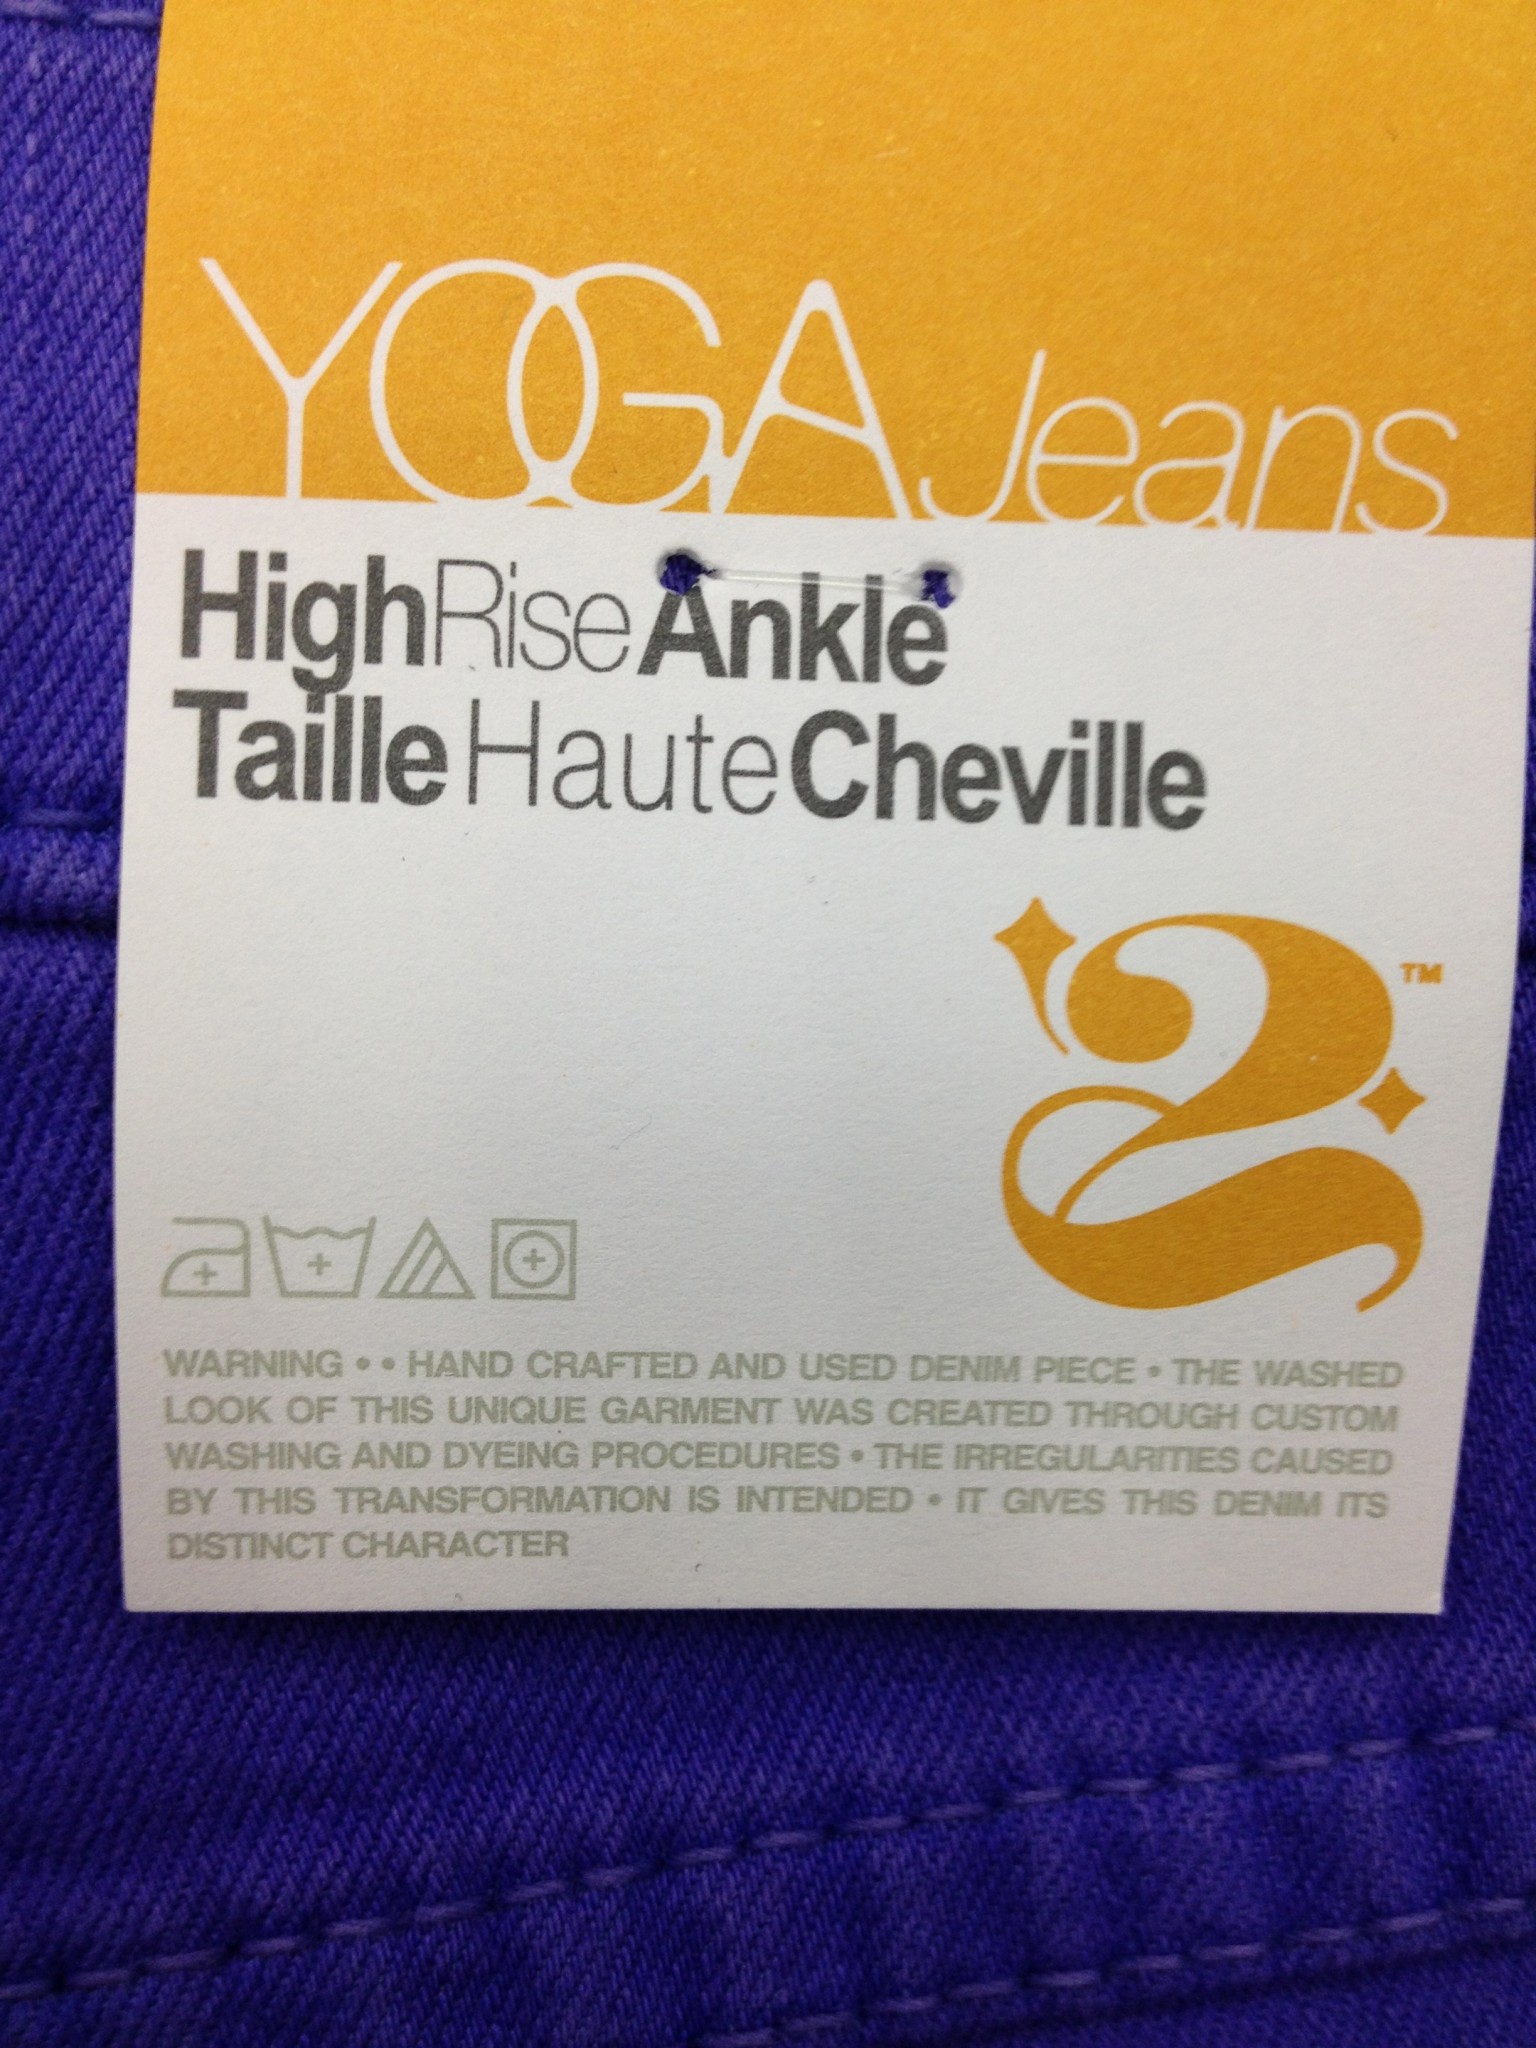 YOGA Jeans
HighRiseAnkle
TailleHauteCheville
2™
WARNING • • HAND CRAFTED AND USED DENIM PIECE • THE WASHED
LOOK OF THIS UNIQUE GARMENT WAS CREATED THROUGH CUSTOM
WASHING AND DYEING PROCEDURES • THE IRREGULARITIES CAUSED
BY THIS TRANSFORMATION IS INTENDED • IT GIVES THIS DENIM ITS
DISTINCT CHARACTER